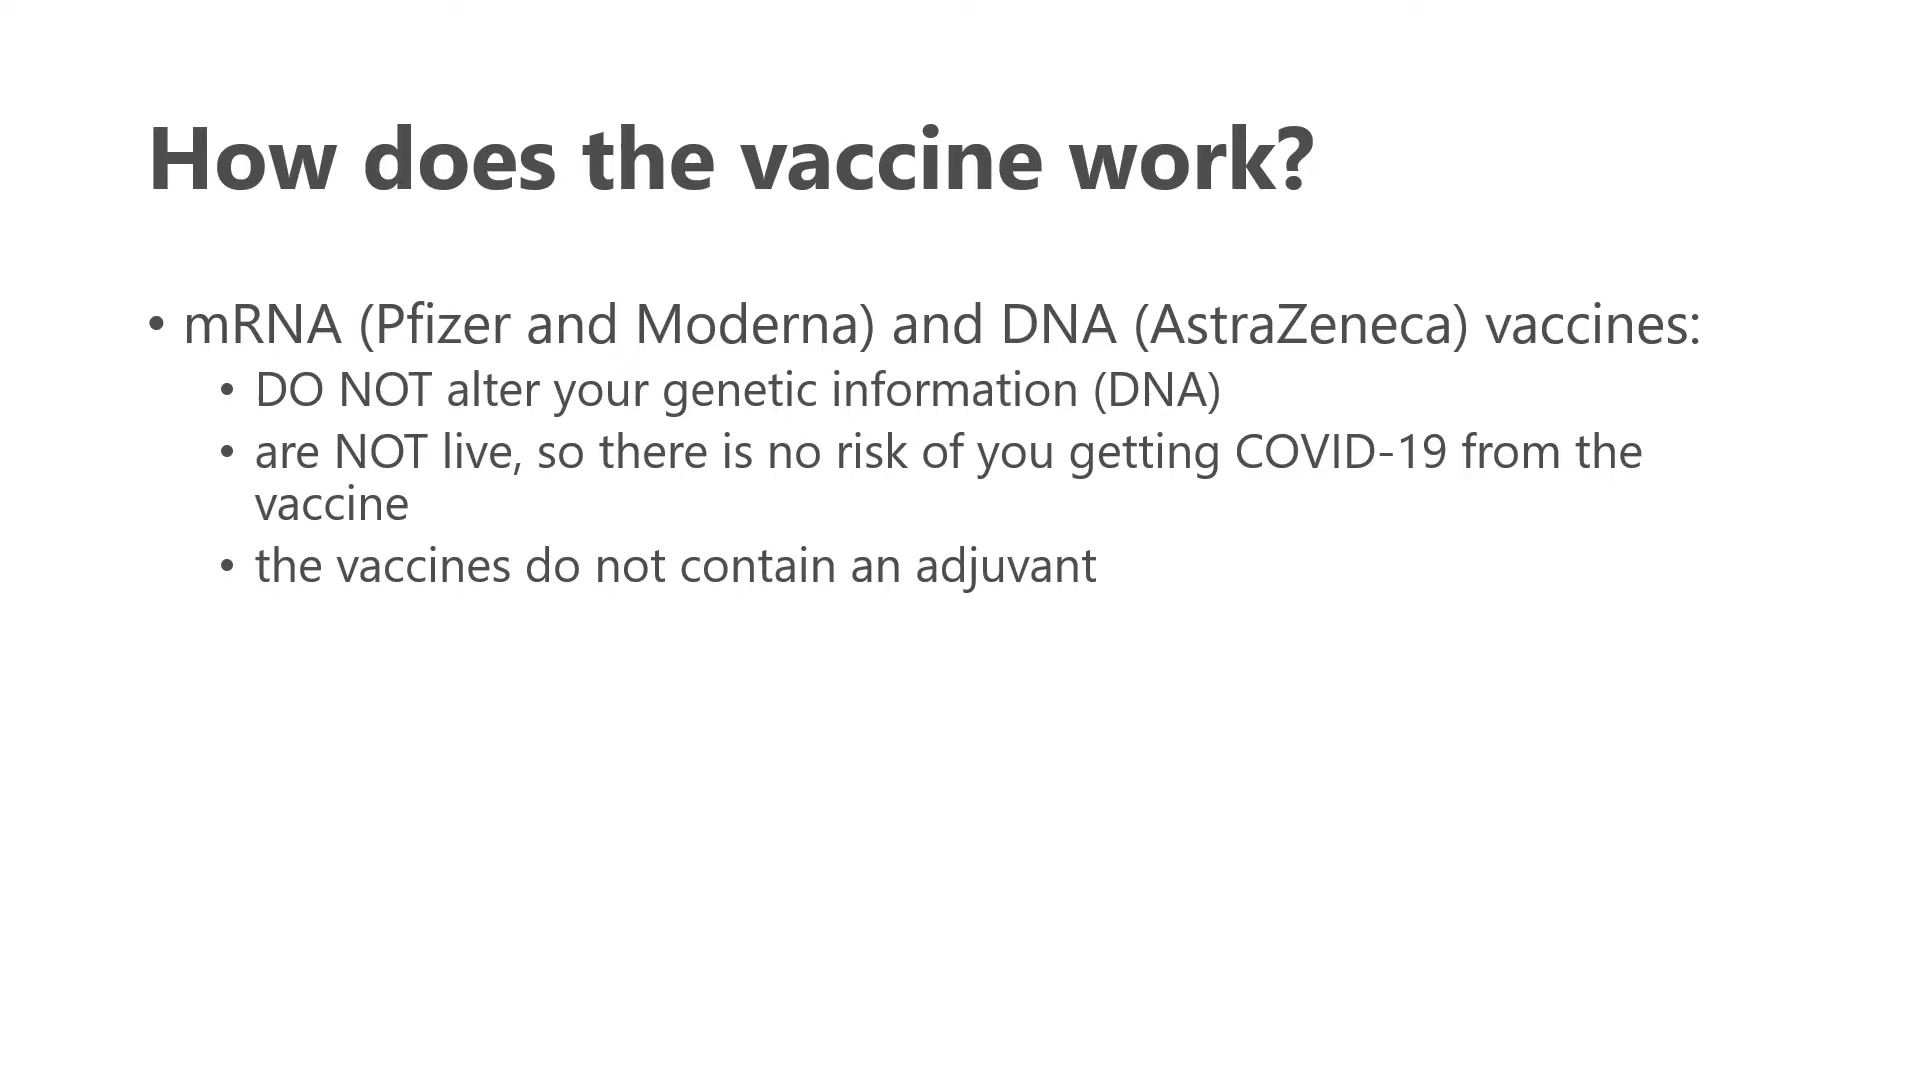 How does the vaccine work?
• mRNA (Pfizer and Moderna) and DNA (AstraZeneca) vaccines:
• DO NOT alter your genetic information (DNA)
• are NOT live, so there is no risk of you getting COVID-19 from the
vaccine
• the vaccines do not contain an adjuvant